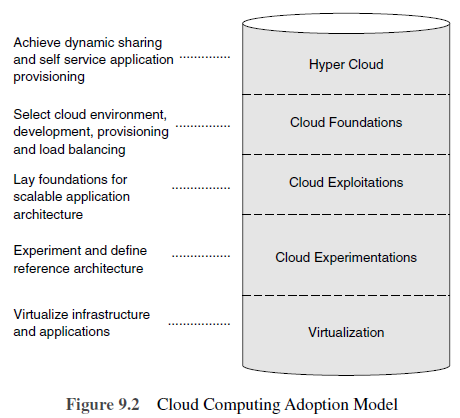 Achieve dynamic sharing
and self service application
provisioning
Hyper Cloud
Select cloud environment,
development, provisioning
and load balancing
Cloud Foundations
Lay foundations for
scalable application
architecture
Cloud Exploitations
Experiment and define
reference architecture
Cloud Experimentations
Virtualize infrastructure
and applications
Virtualization
Figure 9.2 Cloud Computing Adoption Model